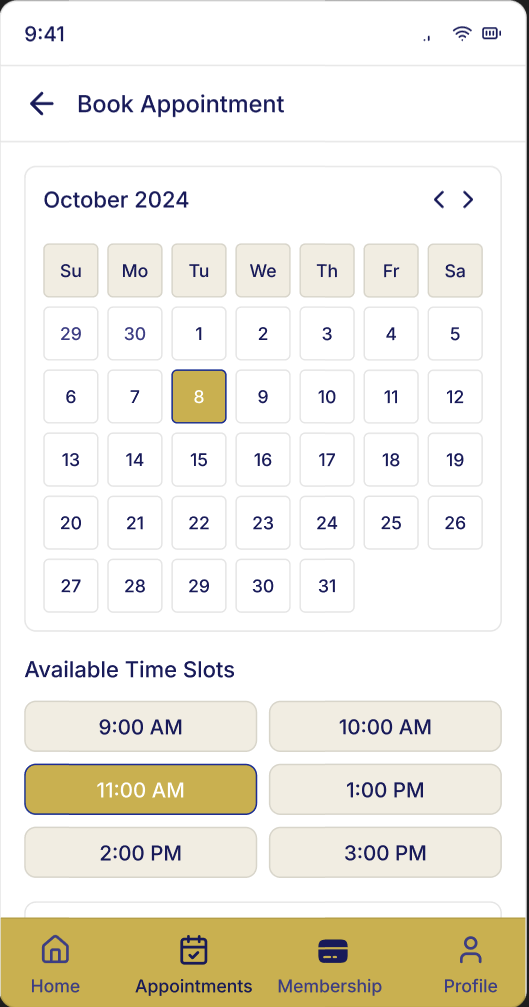 9:41
Book Appointment
October 2024
Su Mo Tu We Th Fr Sa
29 30 1 2 3 4 5
6 7 8 9 10 11 12
13 14 15 16 17 18 19
20 21 22 23 24 25 26
27 28 29 30 31
Available Time Slots
9:00 AM 10:00 AM
11:00 AM 1:00 PM
2:00 PM 3:00 PM
Home Appointments Membership Profile